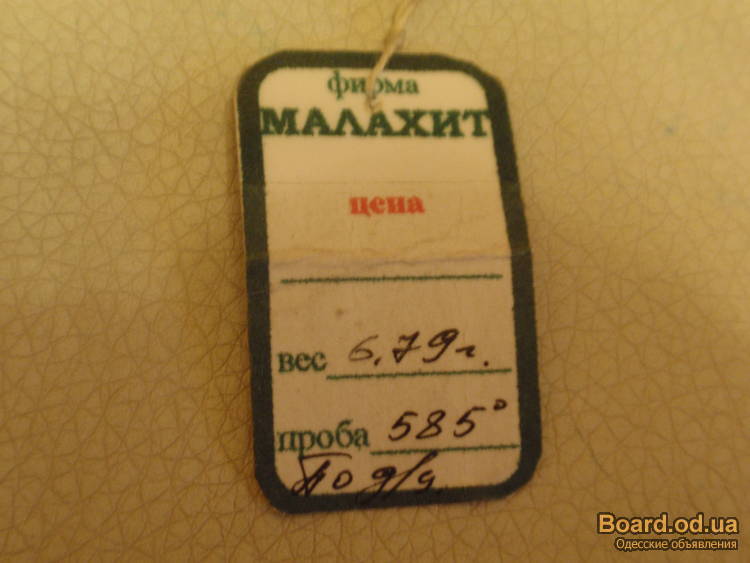 фирма
МАЛАХИТ
цена
вес 6,79г.
проба 585°
Board.od.ua
Одесские объявления